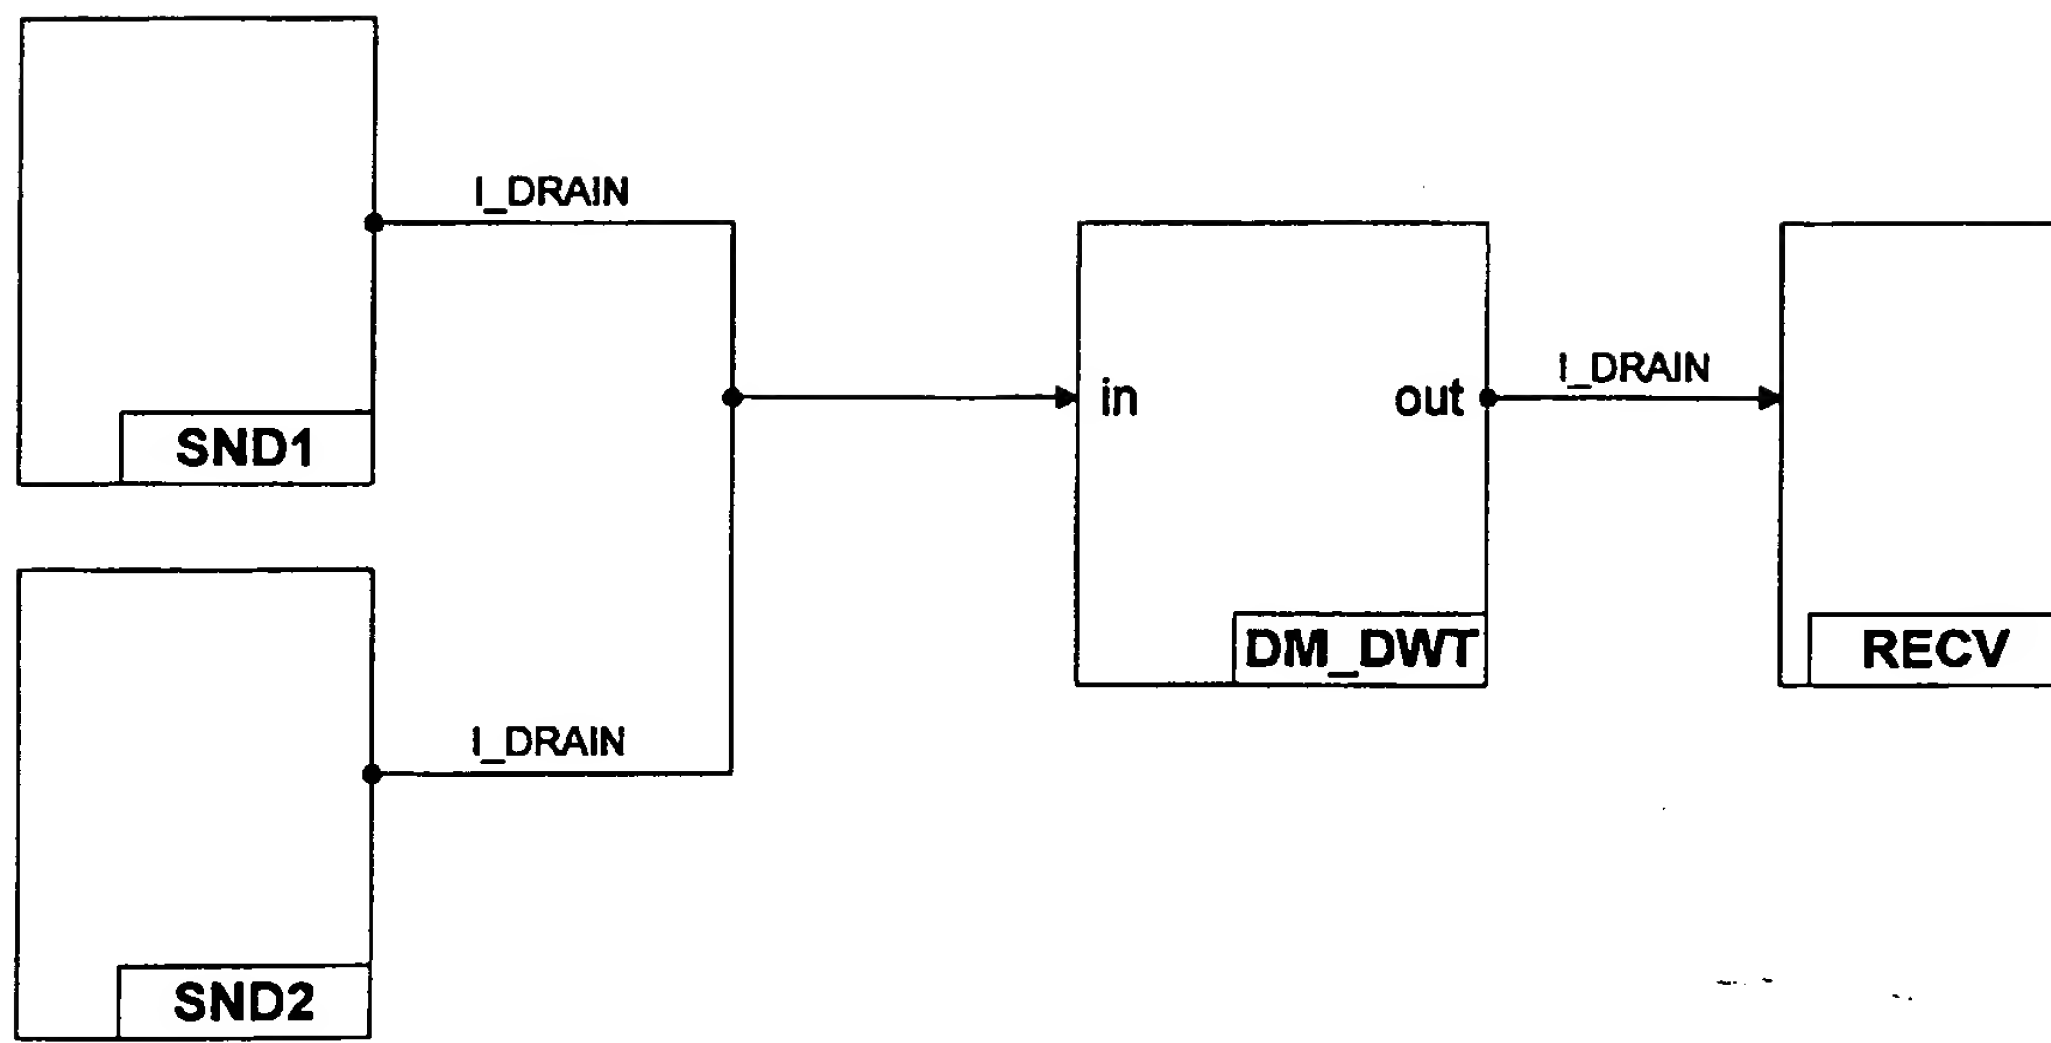 I_DRAIN
SND1
in
out
I_DRAIN
DM_DWT
RECV
I_DRAIN
SND2